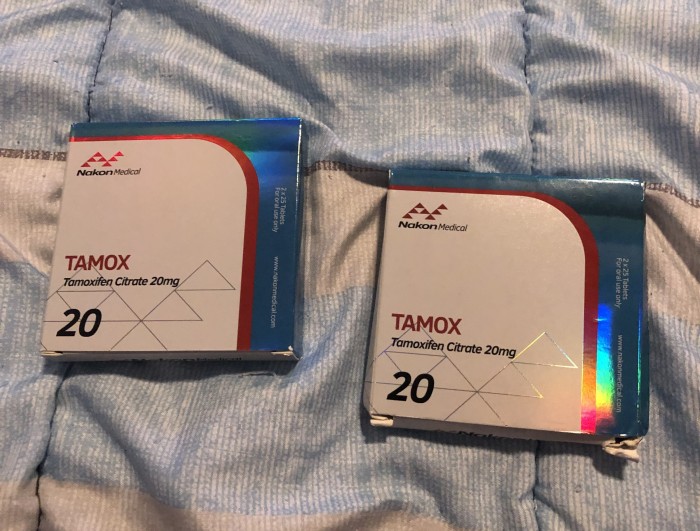 Nakon Medical
2 x 25 Tablets
For oral use only
www.nakonmedical.com
TAMOX
Tamoxifen Citrate 20mg
20
Nakon Medical
2 x 25 Tablets
For oral use only
www.nakonmedical.com
TAMOX
Tamoxifen Citrate 20mg
20